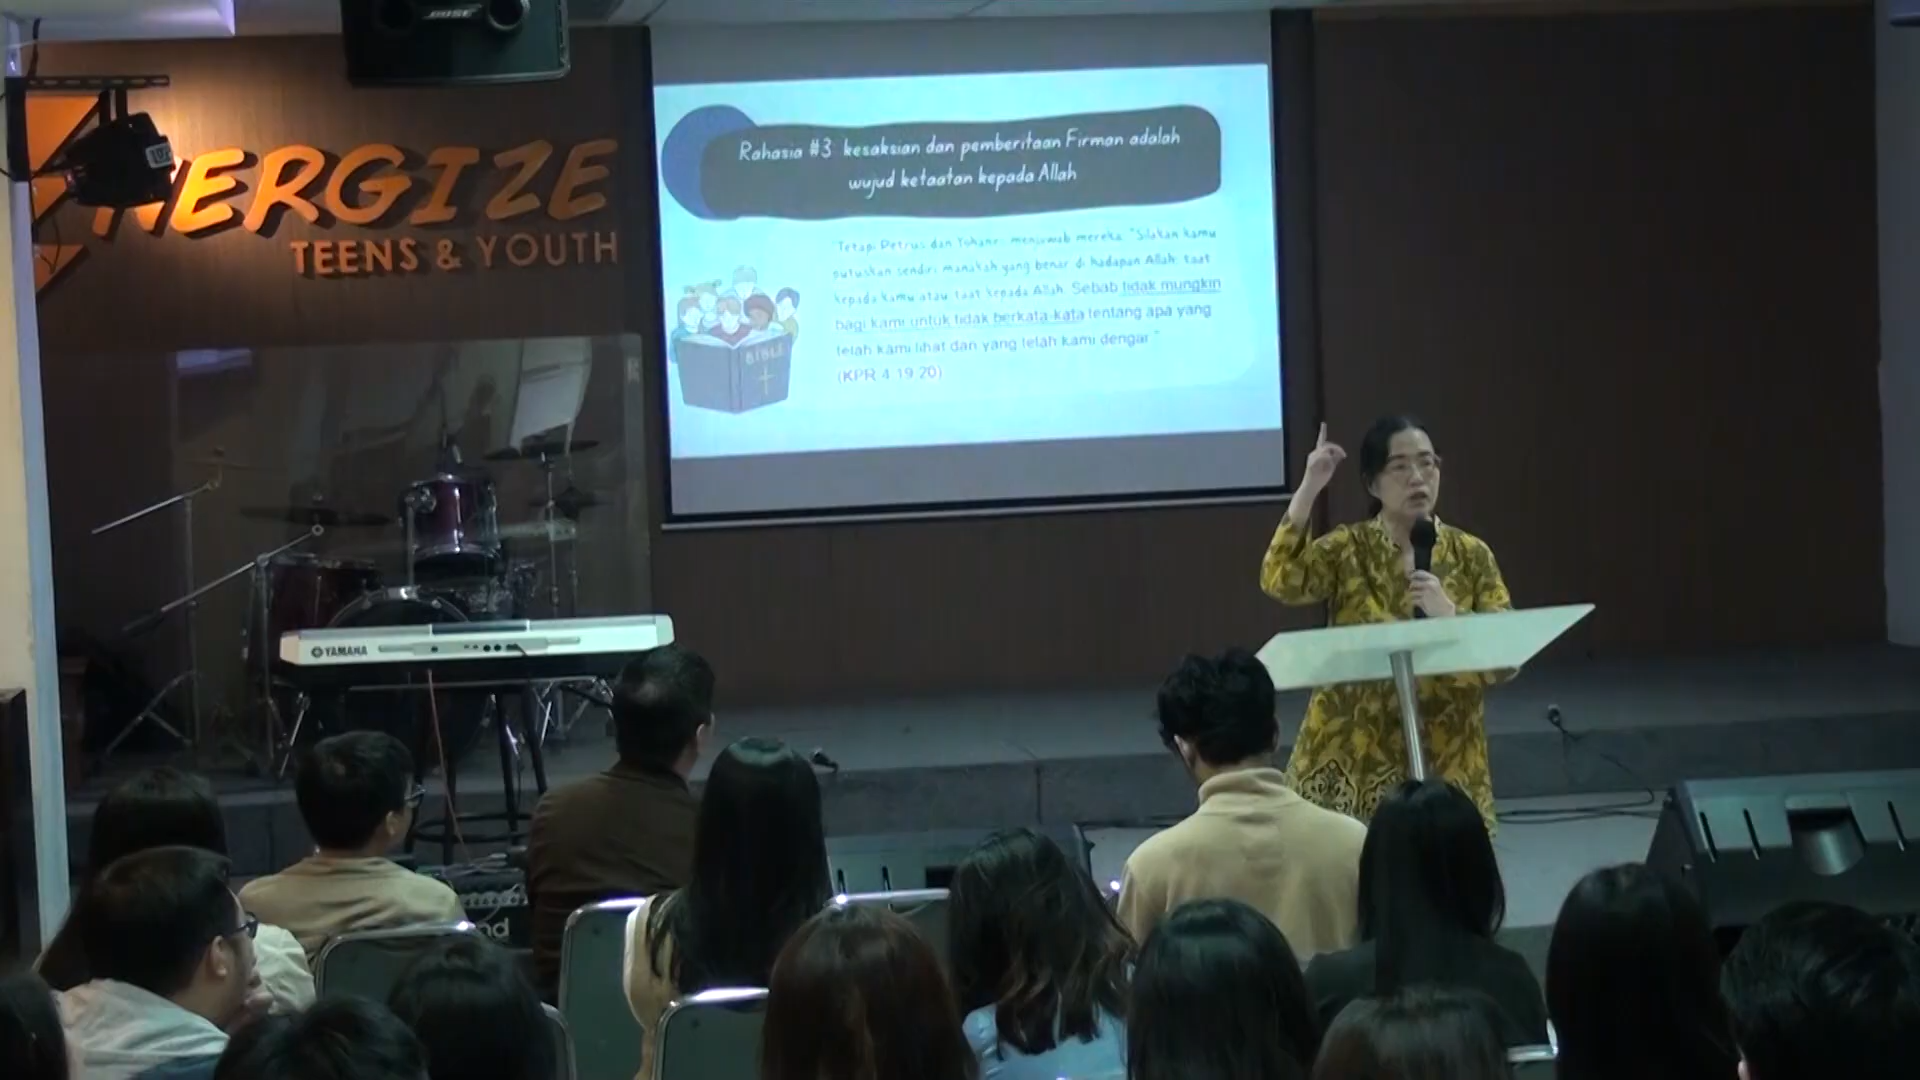 BOSE
ENERGIZE
TEENS & YOUTH
Rahasia #3 kesaksian dan pemberitaan Firman adalah
wujud ketaatan kepada Allah
"Tetapi Petrus dan Yohanes menjawab mereka: "Silakan kamu
putuskan sendiri manakah yang benar di hadapan Allah: taat
kepada kamu atau taat kepada Allah. Sebab tidak mungkin
bagi kami untuk tidak berkata-kata tentang apa yang
telah kami lihat dan yang telah kami dengar."
(KPR 4:19-20)
BIBLE
YAMAHA